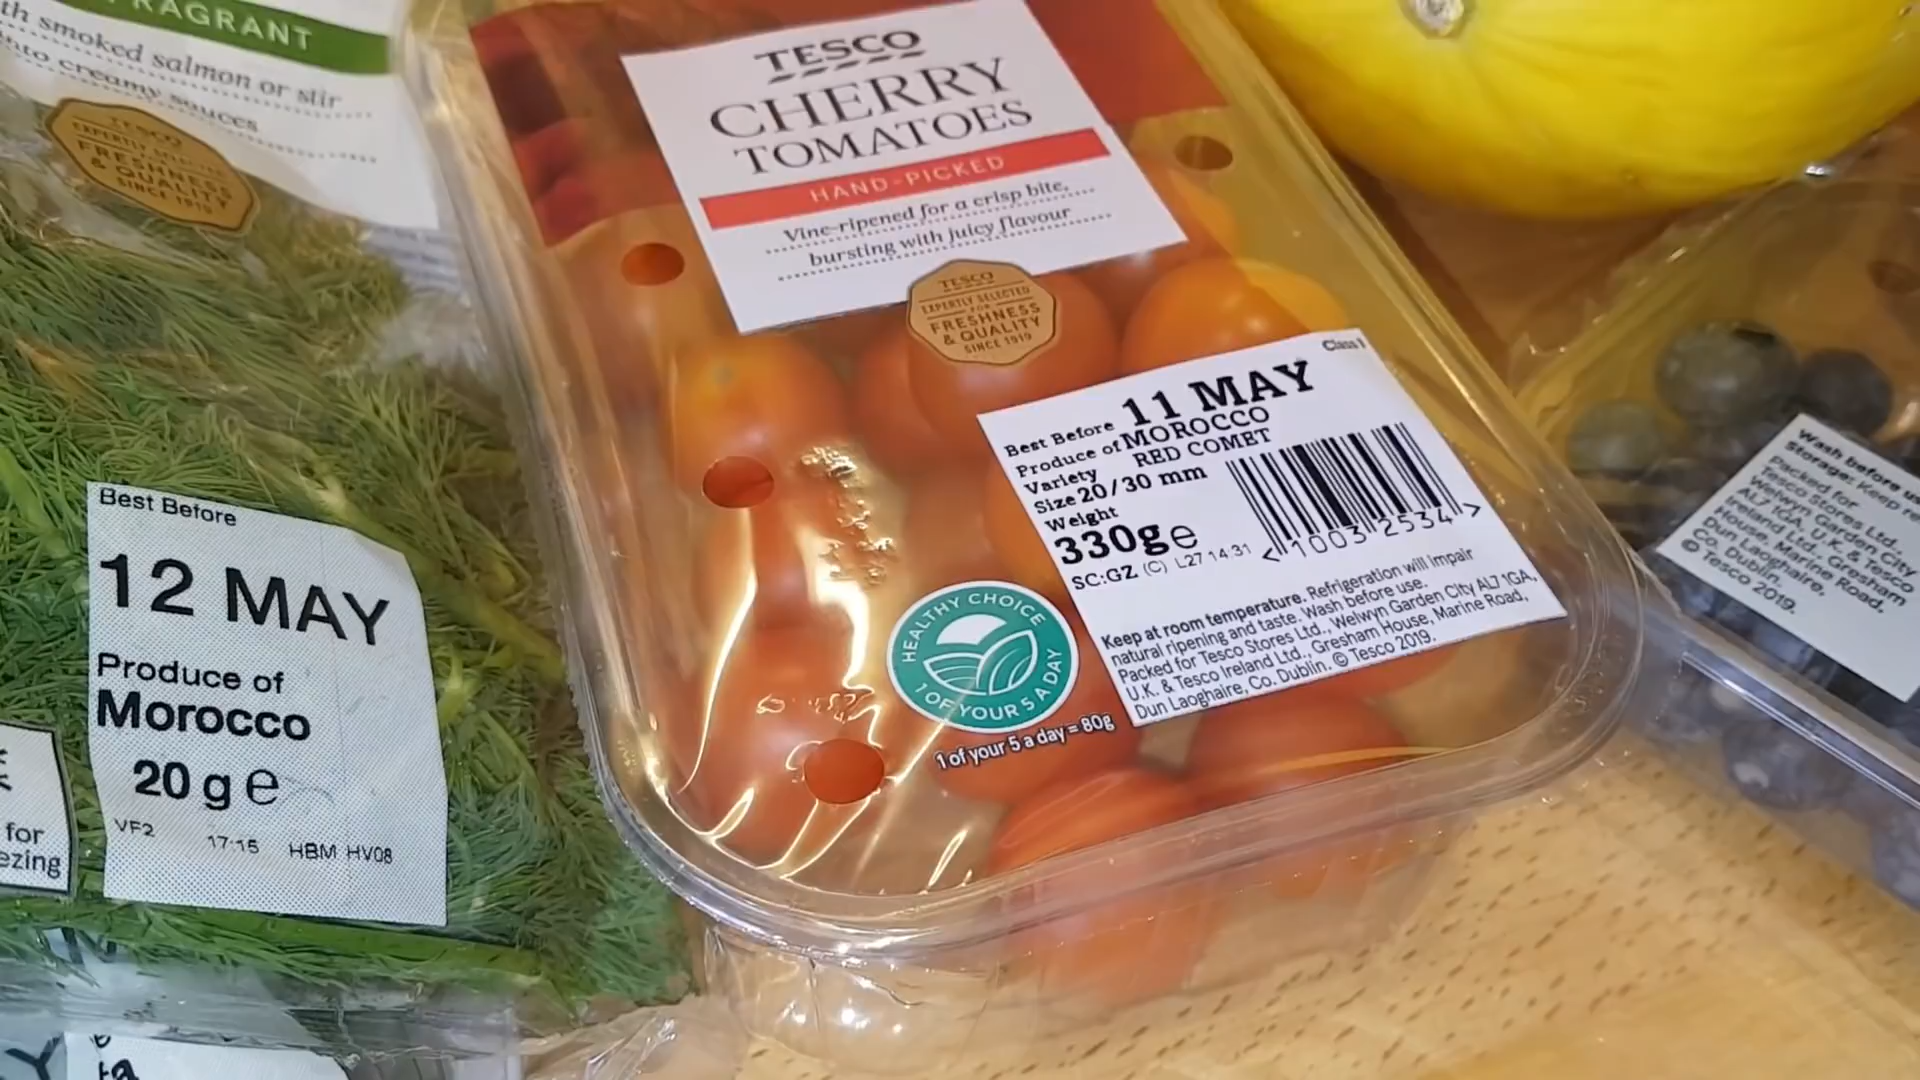 FRAGRANT
th smoked salmon or stir
into creamy sauces
TESCO
EXPERTLY SELECTED
FRESHNESS
& QUALITY
SINCE 1919
Best Before
12 MAY
Produce of
Morocco
20 g e
VF2 17:15 HBM HV08
for
ezing
TESCO
CHERRY
TOMATOES
HAND-PICKED
Vine-ripened for a crisp bite,
bursting with juicy flavour
TESCO
EXPERTLY SELECTED
FOR
FRESHNESS
& QUALITY
SINCE 1919
Class I
Best Before 11 MAY
Produce of MOROCCO
Variety RED COMET
Size 20/30 mm
Weight
330g e
SC:GZ (C) L27 14:31
<10032534>
Keep at room temperature. Refrigeration will impair
natural ripening and taste. Wash before use.
Packed for Tesco Stores Ltd., Welwyn Garden City AL7 1GA,
U.K. & Tesco Ireland Ltd., Gresham House, Marine Road,
Dun Laoghaire, Co. Dublin. © Tesco 2019.
HEALTHY CHOICE
1 OF YOUR 5 A DAY
1 of your 5 a day = 80g
Wash before us
Storage: Keep re
Packed for
Tesco Stores Ltd.,
Welwyn Garden City
AL7 1GA, U.K. & Tesco
Ireland Ltd., Gresham
House, Marine Road,
Dun Laoghaire,
Co. Dublin.
© Tesco 2019.